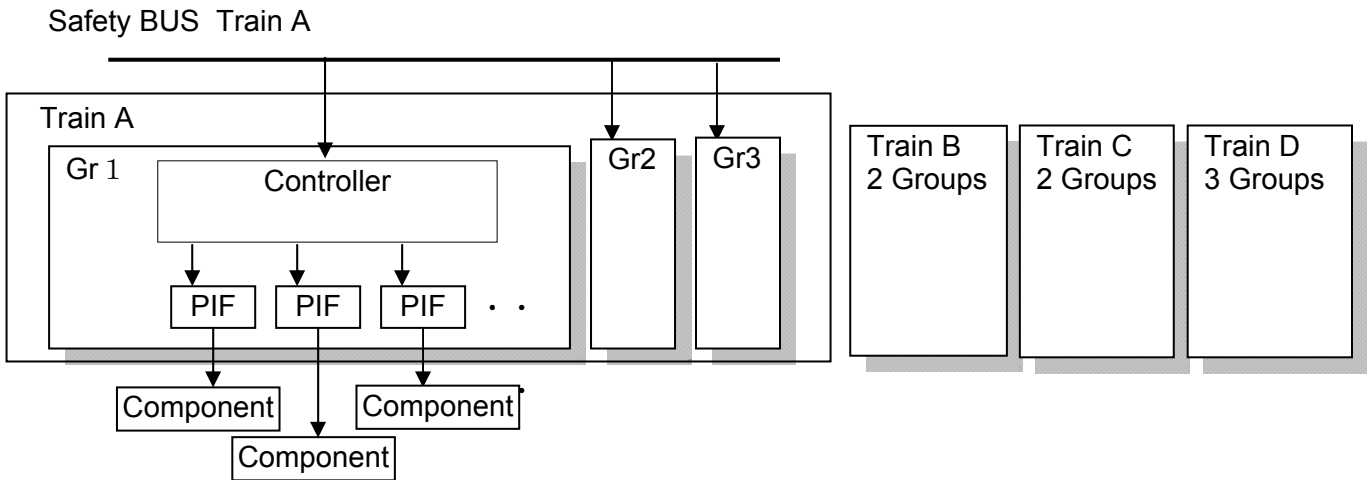 Safety BUS  Train A
Train A
Gr 1
Controller
PIF
PIF
PIF
· ·
Gr2
Gr3
Component
Component
Component
Train B
2 Groups
Train C
2 Groups
Train D
3 Groups